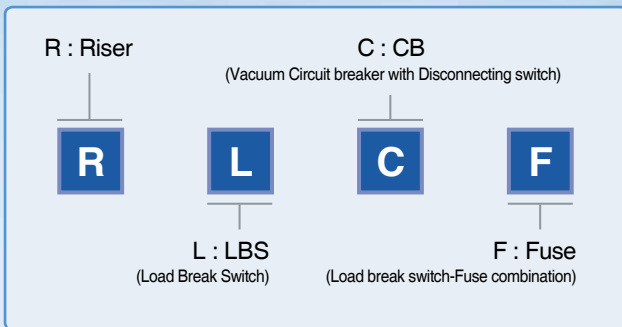 R : Riser
C : CB
(Vacuum Circuit breaker with Disconnecting switch)
R L C F
L : LBS
(Load Break Switch)
F : Fuse
(Load break switch-Fuse combination)